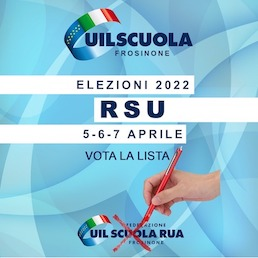 UILSCUOLA
FROSINONE
ELEZIONI 2022
RSU
5-6-7 APRILE
VOTA LA LISTA
FEDERAZIONE
UIL SCUOLA RUA
FROSINONE